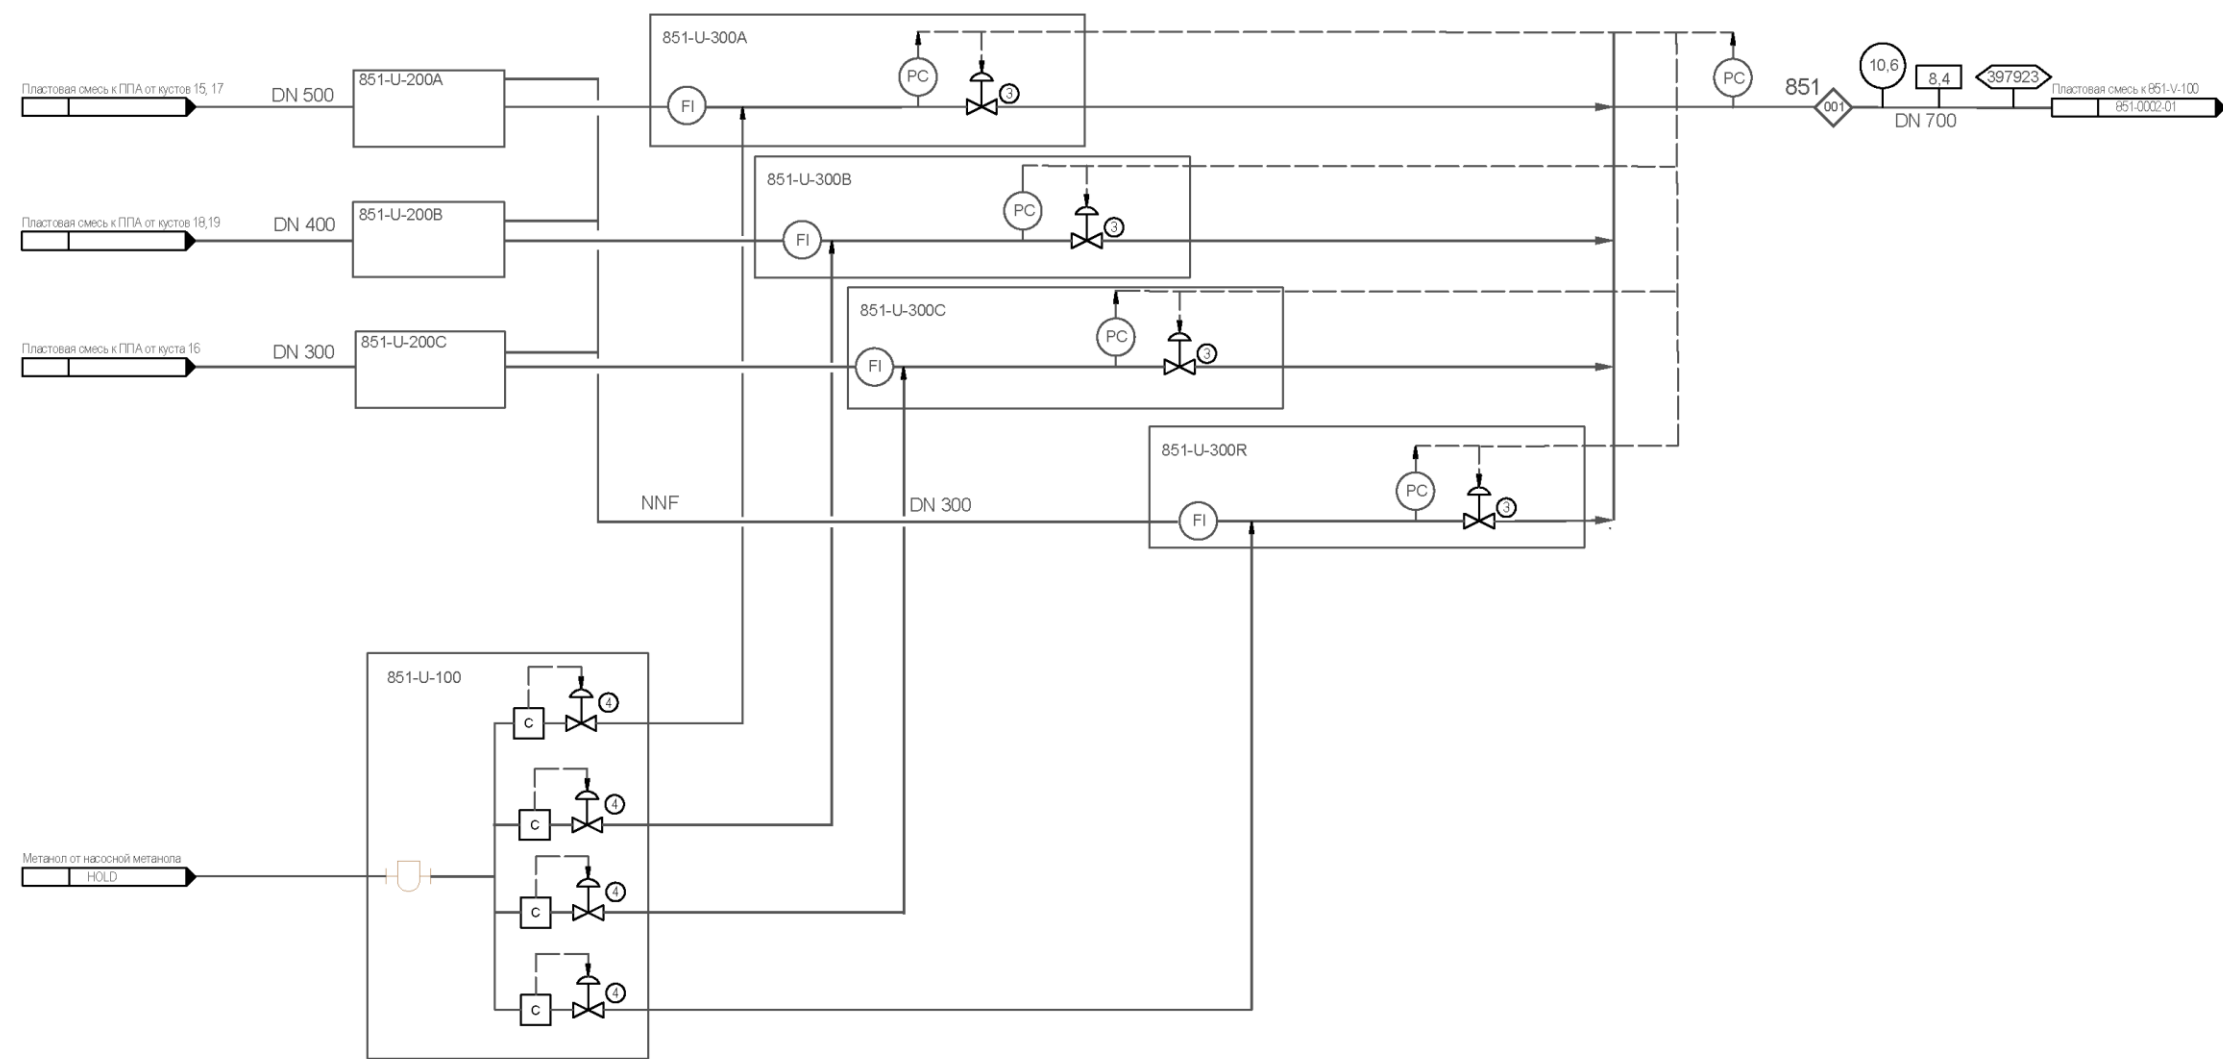 851-U-300A
Пластовая смесь к ППА от кустов 15, 17
DN 500
851-U-200A
FI
PC
3
PC
851
001
10,6
8,4
397923
DN 700
Пластовая смесь к 851-V-100
851-0002-01
851-U-300B
Пластовая смесь к ППА от кустов 18,19
DN 400
851-U-200B
FI
PC
3
851-U-300C
Пластовая смесь к ППА от куста 16
DN 300
851-U-200C
FI
PC
3
851-U-300R
NNF
DN 300
FI
PC
3
851-U-100
C
4
C
4
Метанол от насосной метанола
HOLD
C
4
C
4